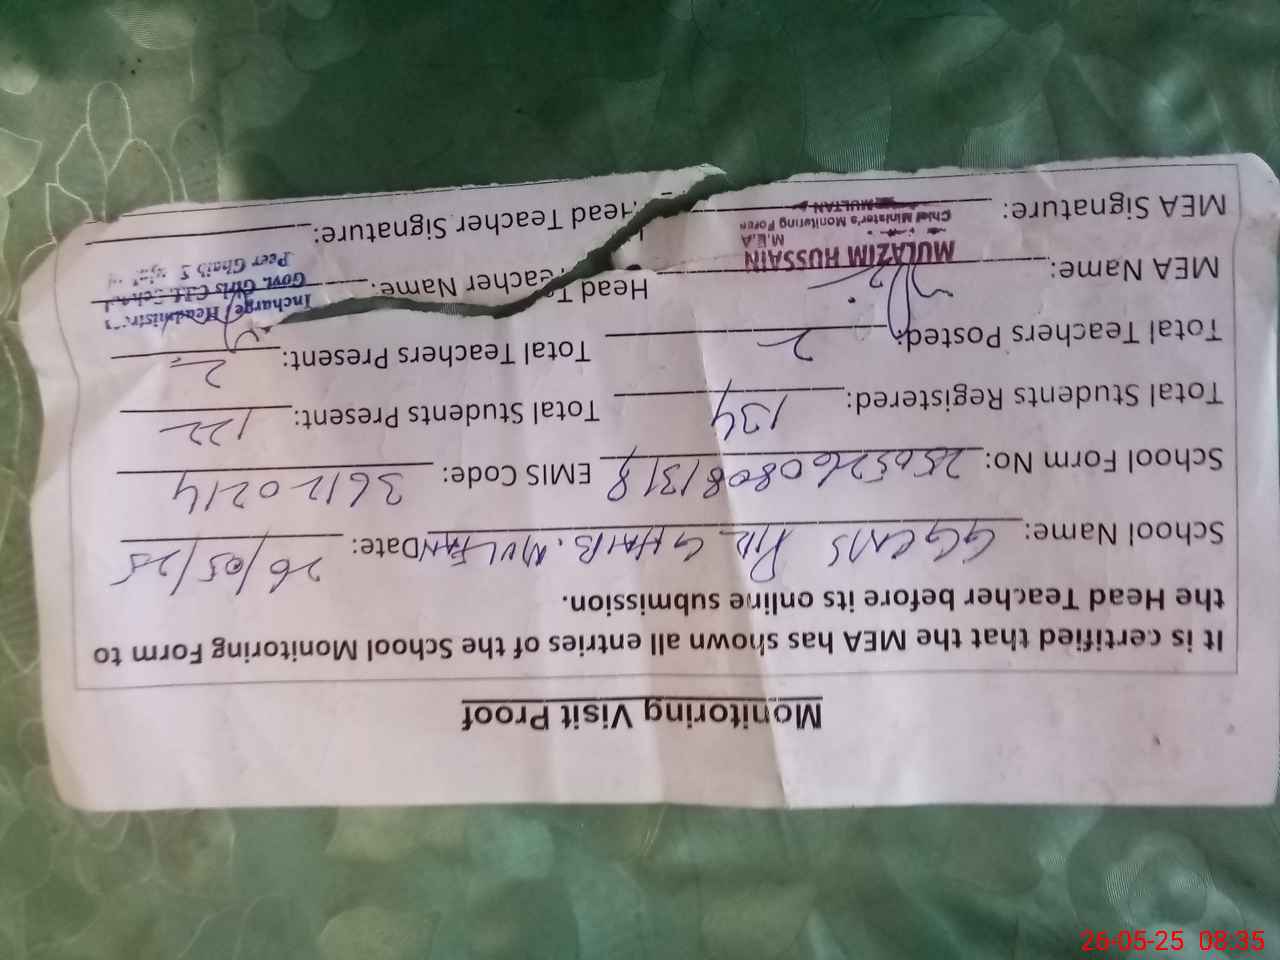 Monitoring Visit Proof
It is certified that the MEA has shown all entries of the School Monitoring Form to
the Head Teacher before its online submission.
School Name: GGCMS PIR GHAIB, MULTAN Date: 26/05/25
School Form No: EMIS Code: 36120214
Total Students Registered: 134 Total Students Present: 122
Total Teachers Posted: 2 Total Teachers Present: 2
MEA Name: Head Teacher Name:
Incharge / Headmistress
Govt. Girls School
Peer Ghaib
MULAZIM HUSSAIN
M.E.A
Chief Minister's Monitoring Force
MULTAN
MEA Signature: Head Teacher Signature:
26-05-25 08:35